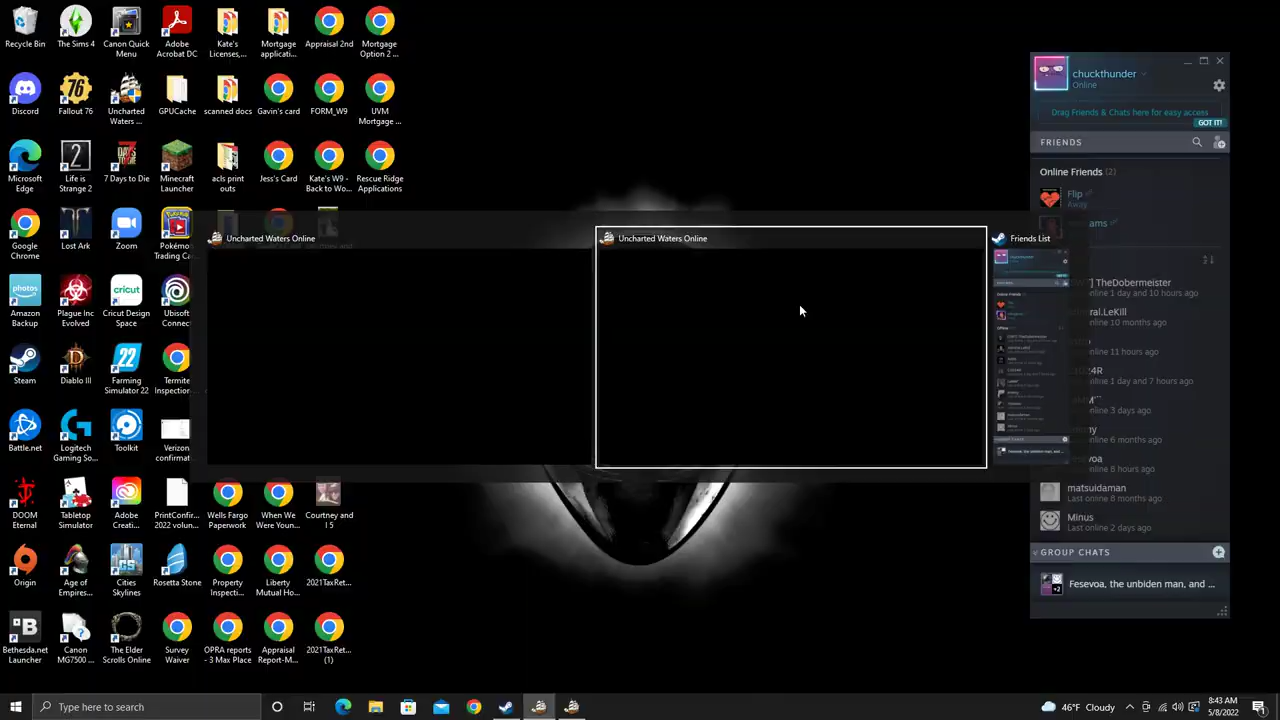 Recycle Bin
The Sims 4
Canon Quick
Menu
Adobe
Acrobat DC
Kate's
Licenses,...
Mortgage
applicati...
Appraisal 2nd
Mortgage
Option 2 ...
Discord
Fallout 76
Uncharted
Waters ...
GPUCache
scanned docs
Gavin's card
FORM_W9
UVM
Mortgage ...
Microsoft
Edge
Life is
Strange 2
7 Days to Die
Minecraft
Launcher
acls print
outs
Jess's Card
Kate's W9 -
Back to Wo...
Rescue Ridge
Applications
Google
Chrome
Lost Ark
Zoom
Pokémon
Trading Ca...
Amazon
Backup
Plague Inc
Evolved
Cricut Design
Space
Ubisoft
Connect
Steam
Diablo III
Farming
Simulator 22
Termite
Inspection...
Battle.net
Logitech
Gaming So...
Toolkit
Verizon
confirmat...
DOOM
Eternal
Tabletop
Simulator
Adobe
Creati...
PrintConfir...
2022 volun...
Wells Fargo
Paperwork
When We
Were Youn...
Courtney and
I 5
Origin
Age of
Empires...
Cities
Skylines
Rosetta Stone
Property
Inspecti...
Liberty
Mutual Ho...
2021TaxRet...
Bethesda.net
Launcher
Canon
MG7500 ...
The Elder
Scrolls Online
Survey
Waiver
OPRA reports
- 3 Max Place
Appraisal
Report-M...
2021TaxRet...
(1)
Uncharted Waters Online
Uncharted Waters Online
Friends List
chuckthunder
Online
Drag Friends & Chats here for easy access
GOT IT!
FRIENDS
Online Friends (2)
Flip
Away
TheDobermeister
online 1 day and 10 hours ago
online 10 months ago
online 11 hours ago
online 1 day and 7 hours ago
online 3 days ago
online 6 months ago
online 8 hours ago
matsuidaman
Last online 8 months ago
Minus
Last online 2 days ago
GROUP CHATS
+2
Fesevoa, the unbiden man, and ...
Type here to search
46°F Cloudy
8:43 AM
5/8/2022